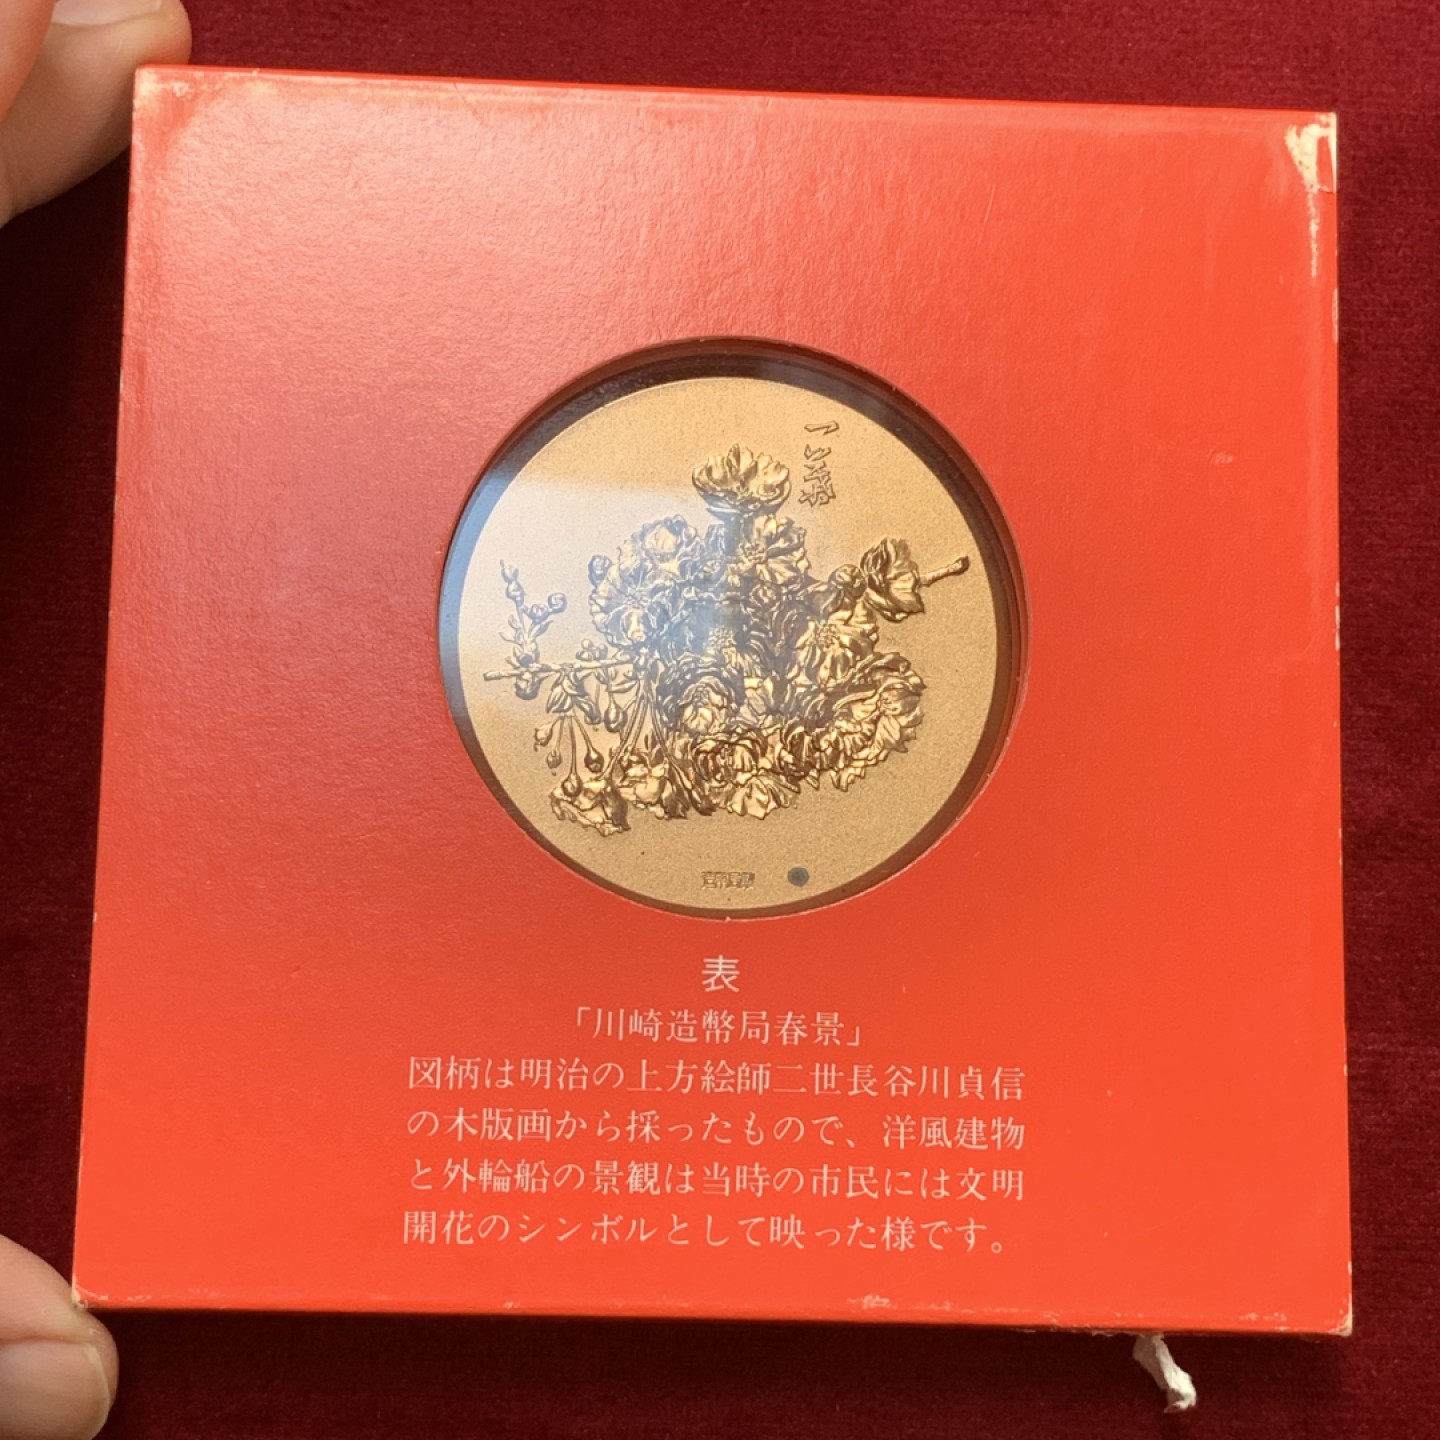 表
「川崎造幣局春景」
図柄は明治の上方絵師二世長谷川貞信
の木版画から採ったもので、洋風建物
と外輪船の景観は当時の市民には文明
開花のシンボルとして映った様です。